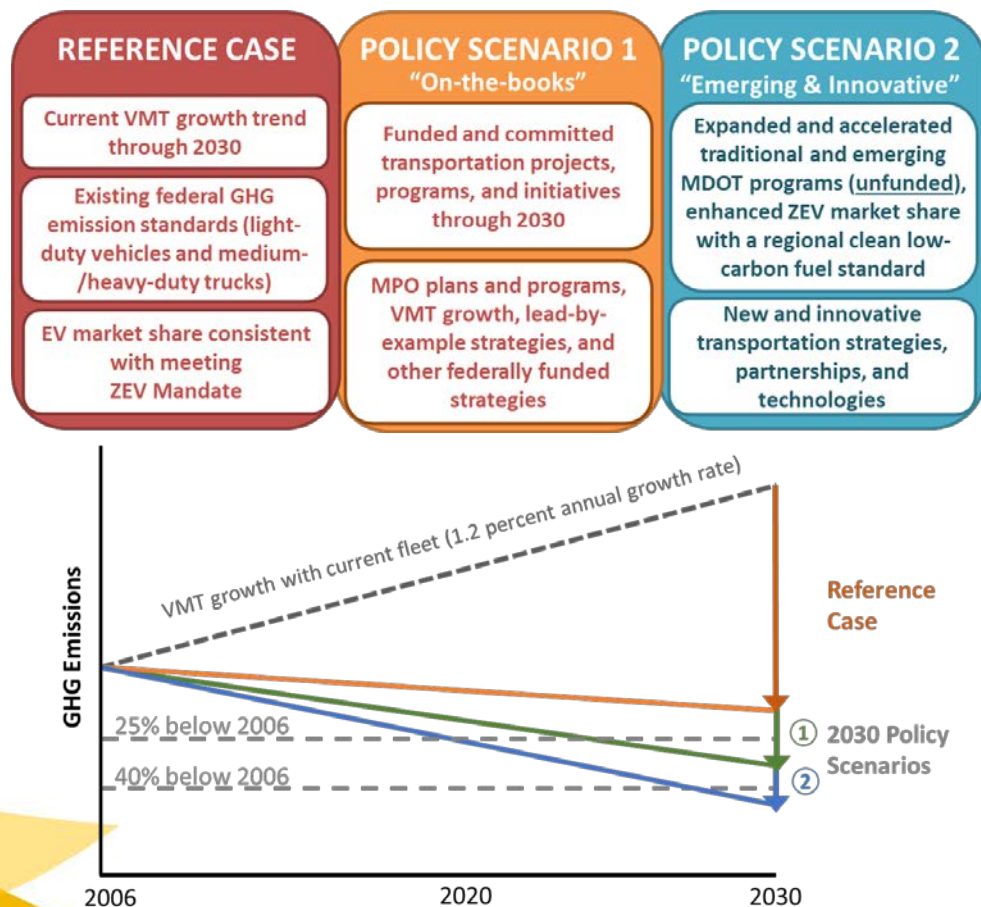 REFERENCE CASE
Current VMT growth trend
through 2030
Existing federal GHG
emission standards (light-
duty vehicles and medium-
/heavy-duty trucks)
EV market share consistent
with meeting
ZEV Mandate
POLICY SCENARIO 1
“On-the-books”
Funded and committed
transportation projects,
programs, and initiatives
through 2030
MPO plans and programs,
VMT growth, lead-by-
example strategies, and
other federally funded
strategies
POLICY SCENARIO 2
“Emerging & Innovative”
Expanded and accelerated
traditional and emerging
MDOT programs (unfunded),
enhanced ZEV market share
with a regional clean low-
carbon fuel standard
New and innovative
transportation strategies,
partnerships, and
technologies
GHG Emissions
VMT growth with current fleet (1.2 percent annual growth rate)
Reference
Case
25% below 2006
40% below 2006
1
2
2030 Policy
Scenarios
2006
2020
2030